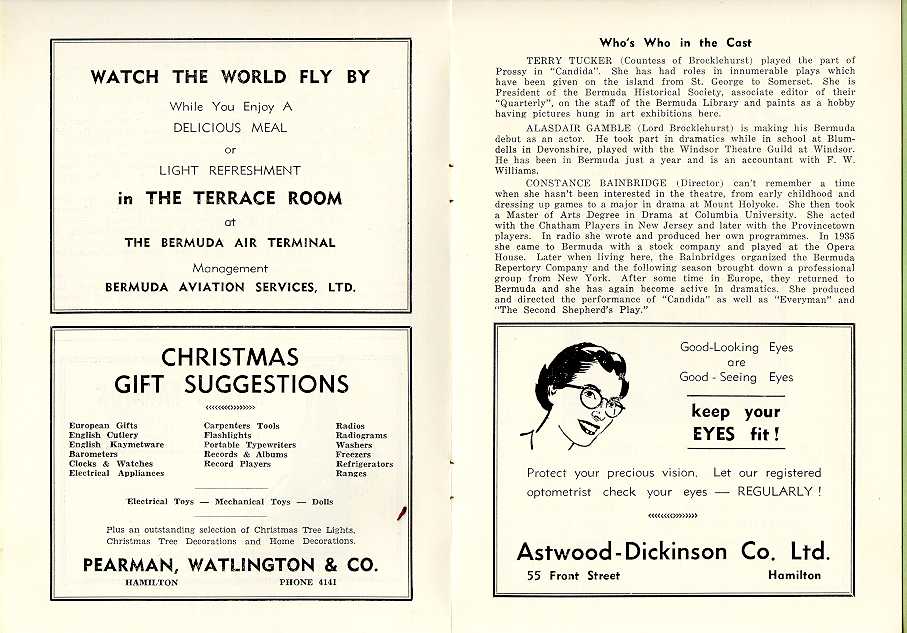 WATCH THE WORLD FLY BY
While You Enjoy A
DELICIOUS MEAL
or
LIGHT REFRESHMENT
in THE TERRACE ROOM
at
THE BERMUDA AIR TERMINAL
Management
BERMUDA AVIATION SERVICES, LTD.
CHRISTMAS
GIFT SUGGESTIONS
European Gifts
English Cutlery
English Kaymetware
Barometers
Clocks & Watches
Electrical Appliances
Carpenters Tools
Flashlights
Portable Typewriters
Records & Albums
Record Players
Radios
Radiograms
Washers
Freezers
Refrigerators
Ranges
Electrical Toys — Mechanical Toys — Dolls
Plus an outstanding selection of Christmas Tree Lights,
Christmas Tree Decorations and Home Decorations.
PEARMAN, WATLINGTON & CO.
HAMILTON PHONE 4141
Who's Who in the Cast
TERRY TUCKER (Countess of Brocklehurst) played the part of
Prossy in "Candida". She has had roles in innumerable plays which
have been given on the island from St. George to Somerset. She is
President of the Bermuda Historical Society, associate editor of their
"Quarterly", on the staff of the Bermuda Library and paints as a hobby
having pictures hung in art exhibitions here.
ALASDAIR GAMBLE (Lord Brocklehurst) is making his Bermuda
debut as an actor. He took part in dramatics while in school at Blum-
dells in Devonshire, played with the Windsor Theatre Guild at Windsor.
He has been in Bermuda just a year and is an accountant with F. W.
Williams.
CONSTANCE BAINBRIDGE (Director) can't remember a time
when she hasn't been interested in the theatre, from early childhood and
dressing up games to a major in drama at Mount Holyoke. She then took
a Master of Arts Degree in Drama at Columbia University. She acted
with the Chatham Players in New Jersey and later with the Provincetown
players. In radio she wrote and produced her own programmes. In 1935
she came to Bermuda with a stock company and played at the Opera
House. Later when living here, the Bainbridges organized the Bermuda
Repertory Company and the following season brought down a professional
group from New York. After some time in Europe, they returned to
Bermuda and she has again become active in dramatics. She produced
and directed the performance of "Candida" as well as "Everyman" and
"The Second Shepherd's Play."
Good-Looking Eyes
are
Good - Seeing Eyes
keep your
EYES fit!
Protect your precious vision. Let our registered
optometrist check your eyes — REGULARLY !
Astwood-Dickinson Co. Ltd.
55 Front Street Hamilton